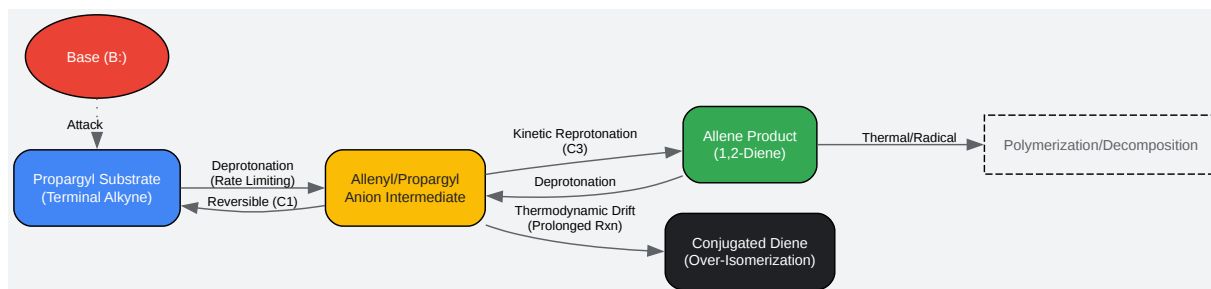 Base (B:)
Attack
Propargyl Substrate
(Terminal Alkyne)
Deprotonation
(Rate Limiting)
Reversible (C1)
Allenyl/Propargyl
Anion Intermediate
Kinetic Reprotonation
(C3)
Deprotonation
Thermodynamic Drift
(Prolonged Rxn)
Allene Product
(1,2-Diene)
Conjugated Diene
(Over-Isomerization)
Thermal/Radical
Polymerization/Decomposition